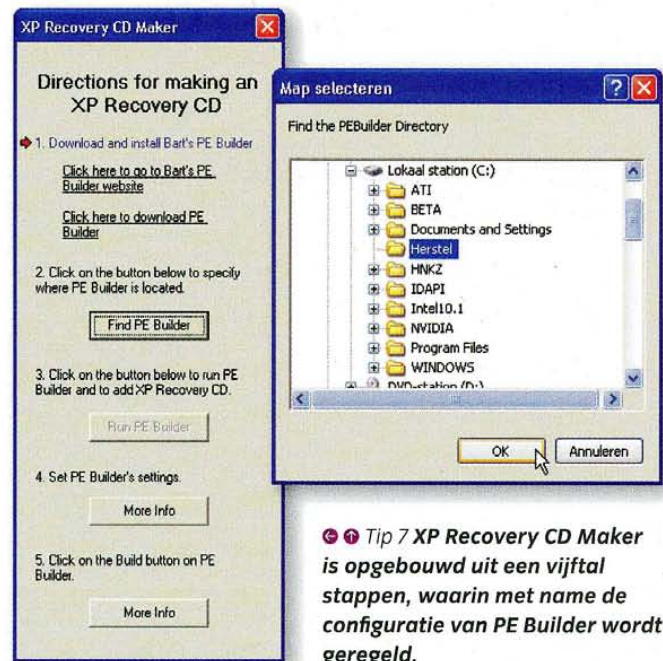 XP Recovery CD Maker
Directions for making an
XP Recovery CD
1. Download and install Bart's PE Builder
Click here to go to Bart's PE
Builder website
Click here to download PE
Builder
2. Click on the button below to specify
where PE Builder is located.
Find PE Builder
3. Click on the button below to run PE
Builder and to add XP Recovery CD.
Run PE Builder
4. Set PE Builder's settings.
More Info
5. Click on the Build button on PE
Builder.
More Info
Map selecteren
Find the PEBuilder Directory
Lokaal station (C:)
ATI
BETA
Documents and Settings
Herstel
HNKZ
IDAPI
Intel10.1
NVIDIA
Program Files
WINDOWS
DVD-station (D:)
OK
Annuleren
Tip 7 XP Recovery CD Maker
is opgebouwd uit een vijftal
stappen, waarin met name de
configuratie van PE Builder wordt
geregeld.